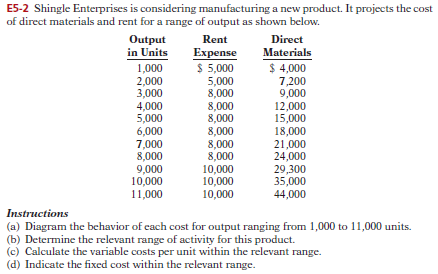 E5-2 Shingle Enterprises is considering manufacturing a new product. It projects the cost
of direct materials and rent for a range of output as shown below.
Output Rent Direct
in Units Expense Materials
1,000 $ 5,000 $ 4,000
2,000 5,000 7,200
3,000 8,000 9,000
4,000 8,000 12,000
5,000 8,000 15,000
6,000 8,000 18,000
7,000 8,000 21,000
8,000 8,000 24,000
9,000 10,000 29,300
10,000 10,000 35,000
11,000 10,000 44,000
Instructions
(a) Diagram the behavior of each cost for output ranging from 1,000 to 11,000 units.
(b) Determine the relevant range of activity for this product.
(c) Calculate the variable costs per unit within the relevant range.
(d) Indicate the fixed cost within the relevant range.